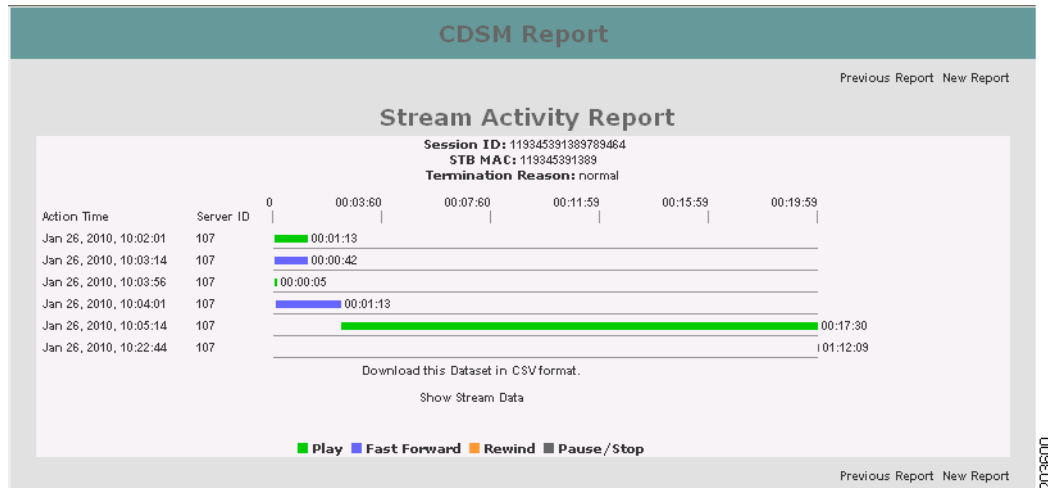 CDSM Report
Previous Report New Report
Stream Activity Report
Session ID: 119345391389789464
STB MAC: 119345391389
Termination Reason: normal
0 00:03:60 00:07:60 00:11:59 00:15:59 00:19:59
Action Time Server ID
Jan 26, 2010, 10:02:01 107 00:01:13
Jan 26, 2010, 10:03:14 107 00:00:42
Jan 26, 2010, 10:03:56 107 00:00:05
Jan 26, 2010, 10:04:01 107 00:01:13
Jan 26, 2010, 10:05:14 107 00:17:30
Jan 26, 2010, 10:22:44 107 01:12:09
Download this Dataset in CSV format.
Show Stream Data
Play Fast Forward Rewind Pause/Stop
Previous Report New Report
203600